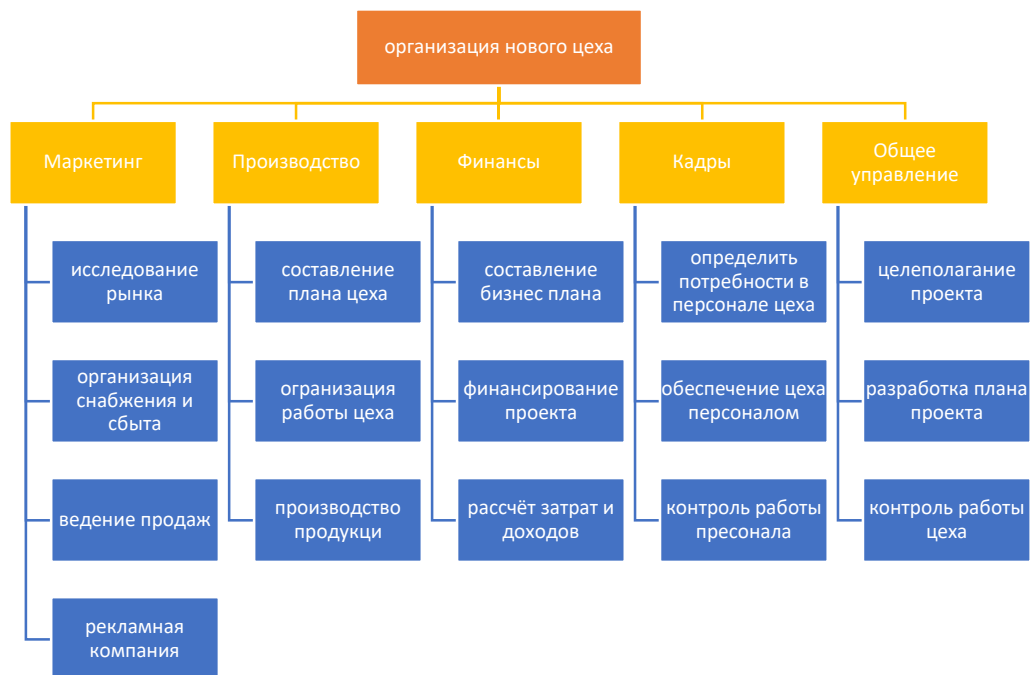 организация нового цеха
Маркетинг
исследование
рынка
организация
снабжения и
сбыта
ведение продаж
рекламная
компания
Производство
составление
плана цеха
огранизация
работы цеха
производство
продукци
Финансы
составление
бизнес плана
финансирование
проекта
рассчёт затрат и
доходов
Кадры
определить
потребности в
персонале цеха
обеспечение цеха
персоналом
контроль работы
пресонала
Общее
управление
целеполагание
проекта
разработка плана
проекта
контроль работы
цеха